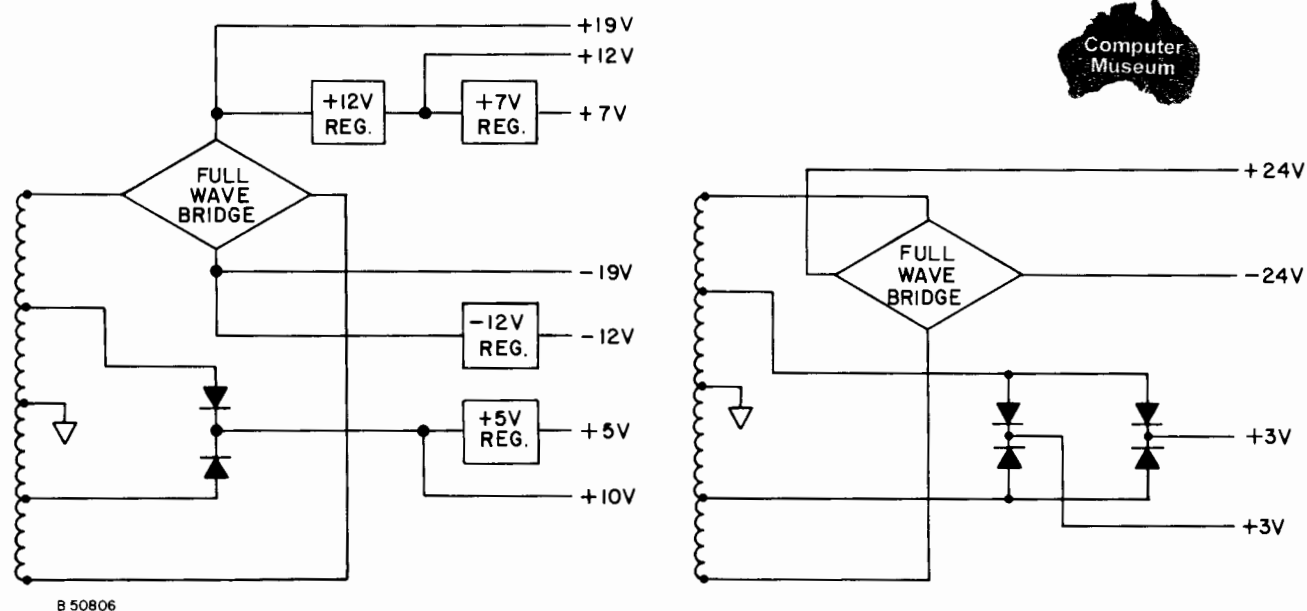 +19V
+12V
+12V
REG.
+7V
REG.
+7V
FULL
WAVE
BRIDGE
-19V
-12V
REG.
-12V
+5V
REG.
+5V
+10V
B 50806
Computer
Museum
+24V
FULL
WAVE
BRIDGE
-24V
+3V
+3V